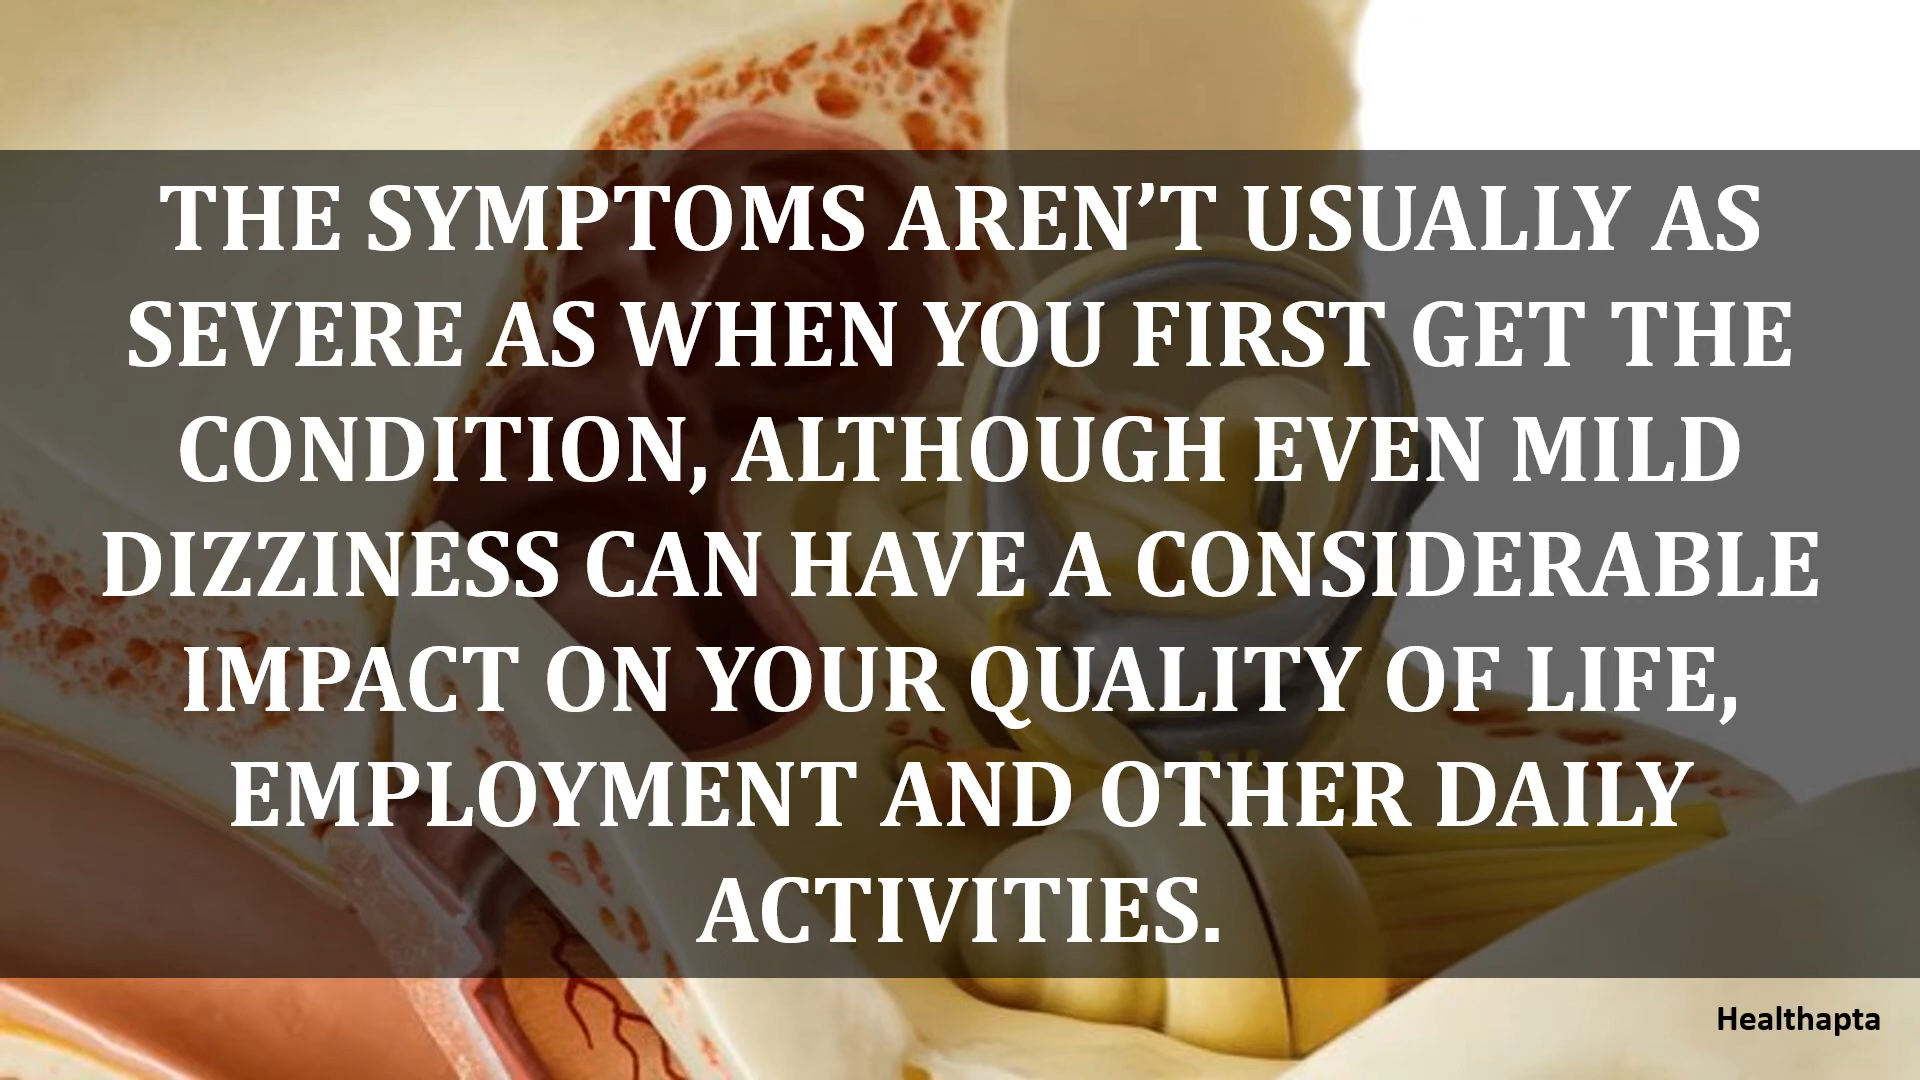 THE SYMPTOMS AREN’T USUALLY AS
SEVERE AS WHEN YOU FIRST GET THE
CONDITION, ALTHOUGH EVEN MILD
DIZZINESS CAN HAVE A CONSIDERABLE
IMPACT ON YOUR QUALITY OF LIFE,
EMPLOYMENT AND OTHER DAILY
ACTIVITIES.
Healthapta